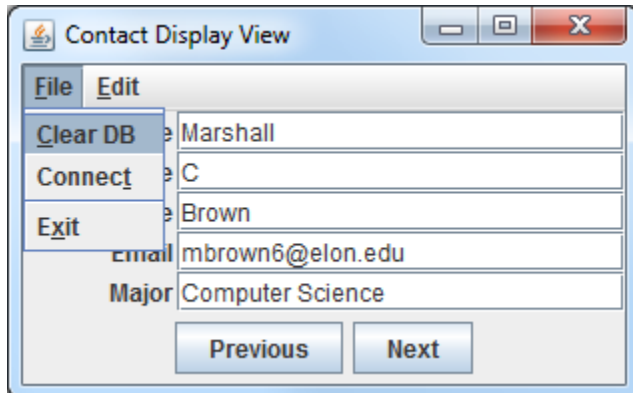 Contact Display View
File Edit
Clear DB e Marshall
Connect e C
Exit e Brown
Email mbrown6@elon.edu
Major Computer Science
Previous Next